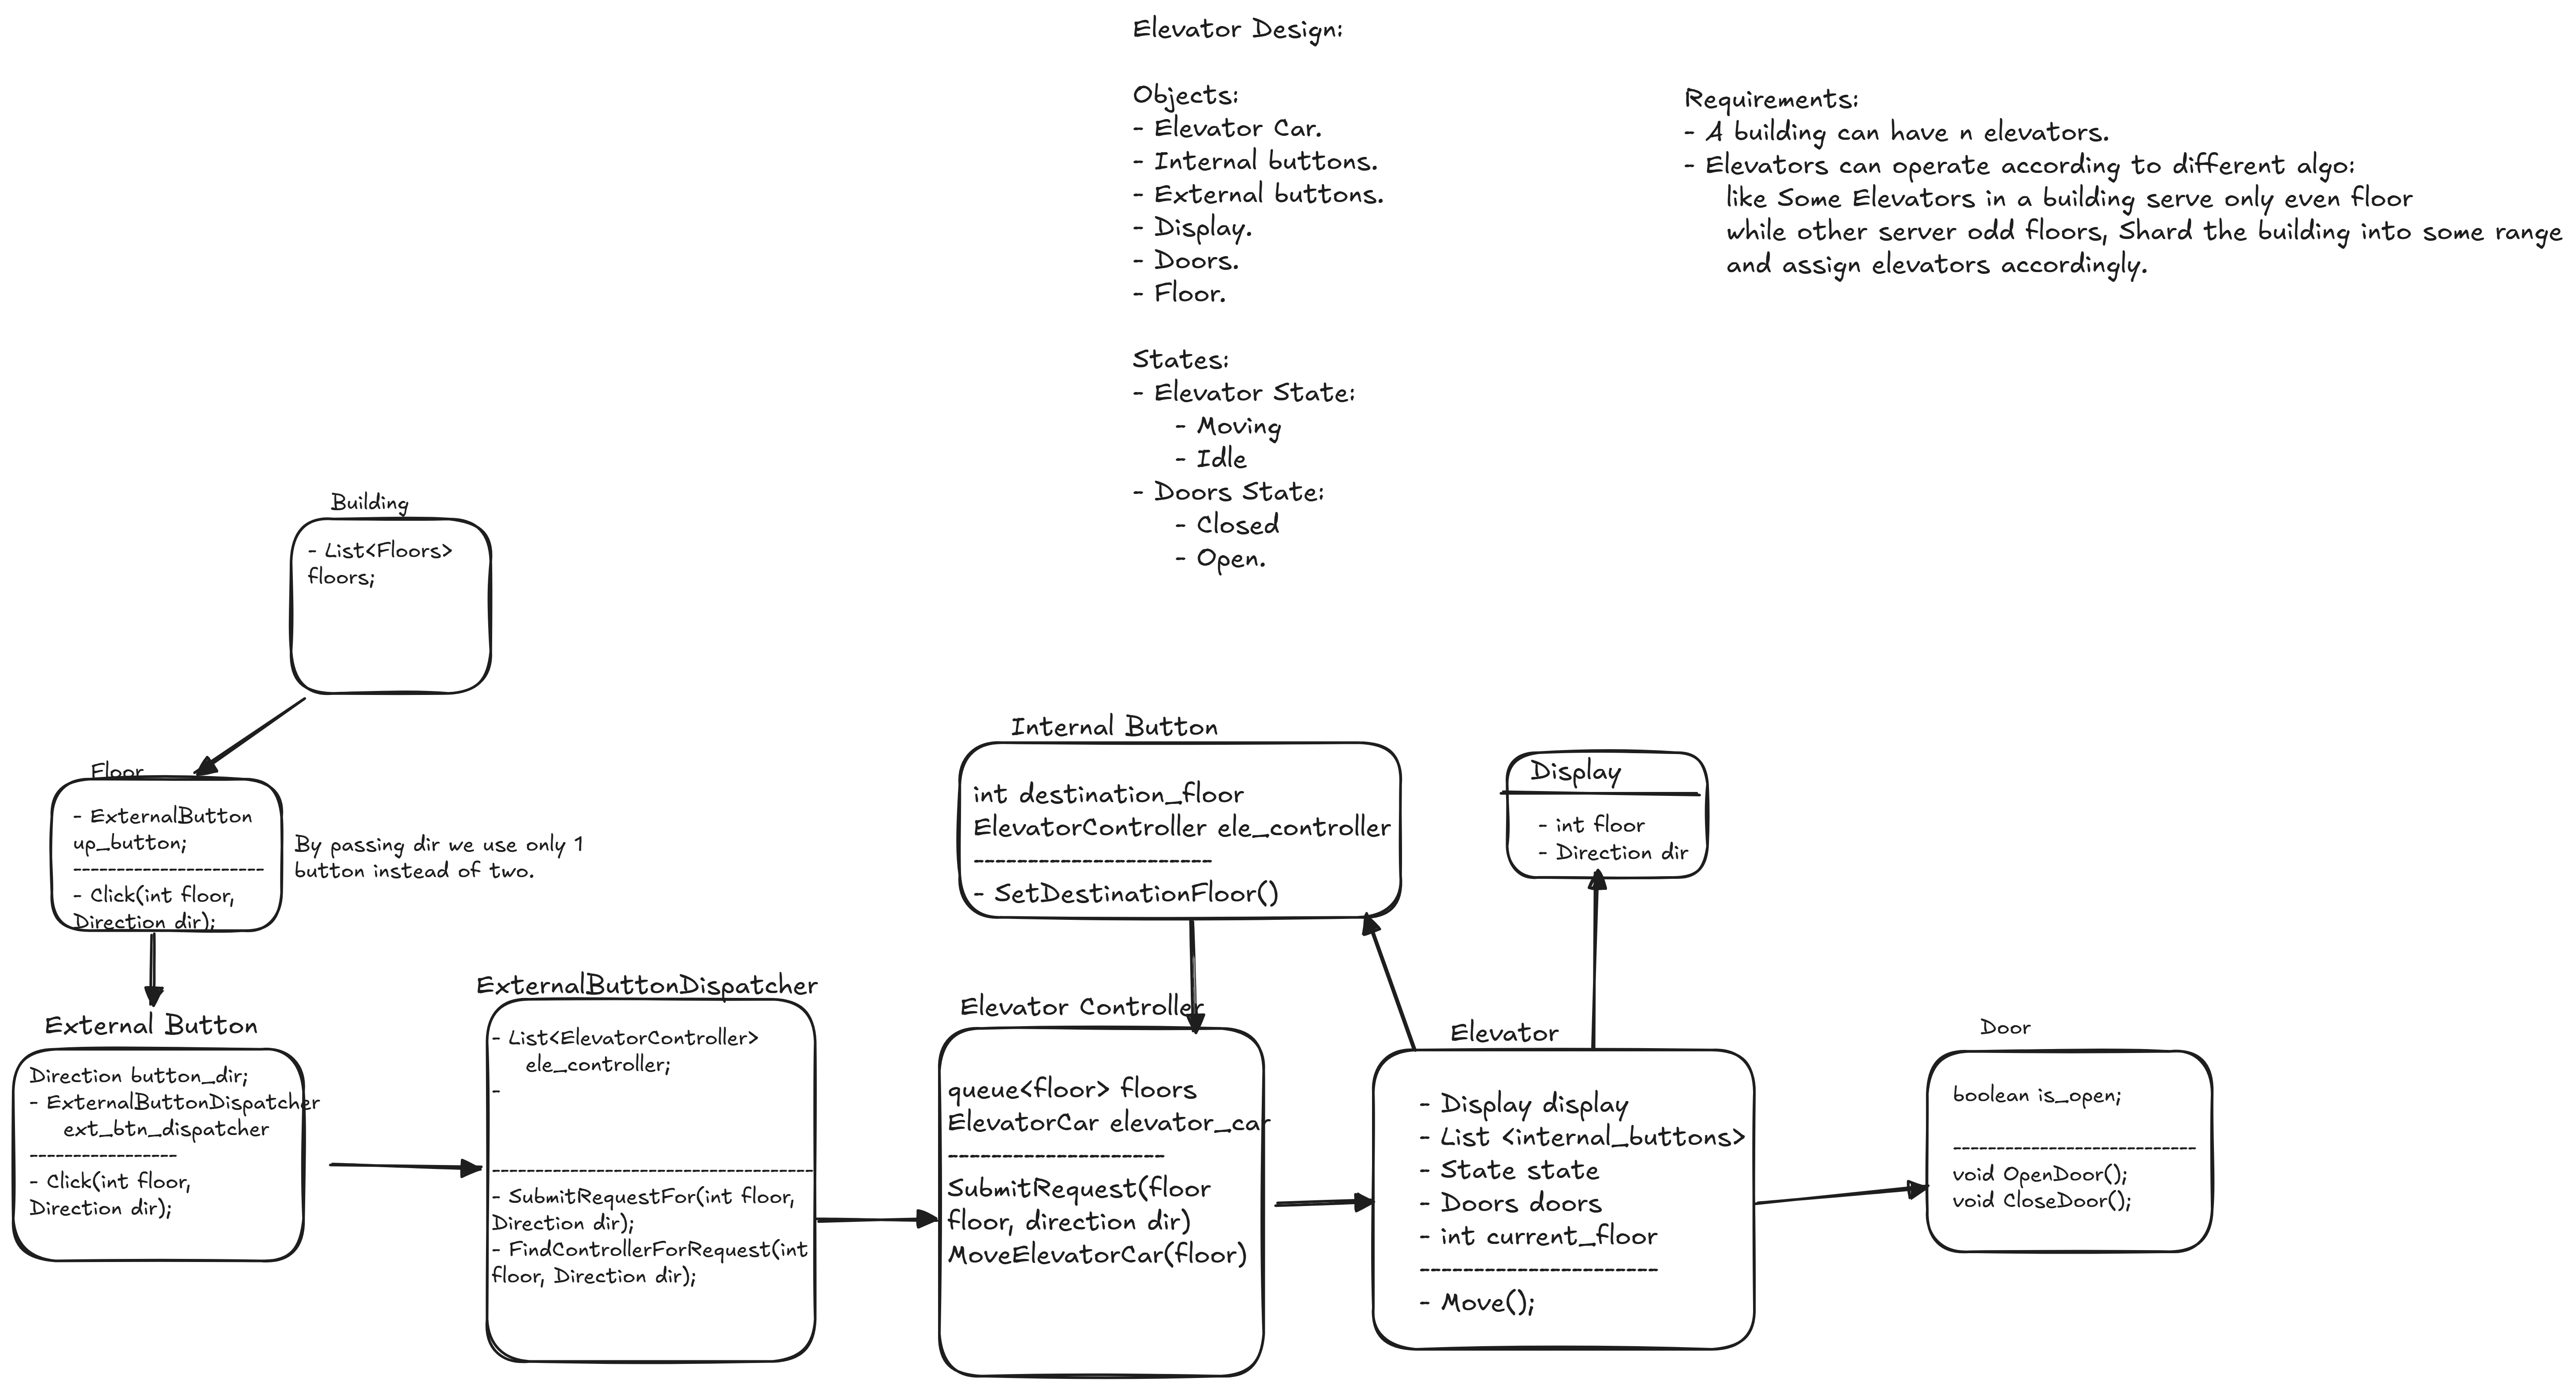 Elevator Design:
Objects:
- Elevator Car.
- Internal buttons.
- External buttons.
- Display.
- Doors.
- Floor.
States:
- Elevator State:
- Moving
- Idle
- Doors State:
- Closed
- Open.
Requirements:
- A building can have n elevators.
- Elevators can operate according to different algo:
like Some Elevators in a building serve only even floor
while other server odd floors, Shard the building into some range
and assign elevators accordingly.
Building
- List<Floors>
floors;
Floor
- ExternalButton
up_button;
----------------------
- Click(int floor,
Direction dir);
By passing dir we use only 1
button instead of two.
External Button
Direction button_dir;
- ExternalButtonDispatcher
ext_btn_dispatcher
-----------------
- Click(int floor,
Direction dir);
ExternalButtonDispatcher
- List<ElevatorController>
ele_controller;
-
-------------------------------------
- SubmitRequestFor(int floor,
Direction dir);
- FindControllerForRequest(int
floor, Direction dir);
Internal Button
int destination_floor
ElevatorController ele_controller
----------------------
- SetDestinationFloor()
Elevator Controller
queue<floor> floors
ElevatorCar elevator_car
--------------------
SubmitRequest(floor
floor, direction dir)
MoveElevatorCar(floor)
Display
- int floor
- Direction dir
Elevator
- Display display
- List <internal_buttons>
- State state
- Doors doors
- int current_floor
----------------------
- Move();
Door
boolean is_open;
----------------------------
void OpenDoor();
void CloseDoor();